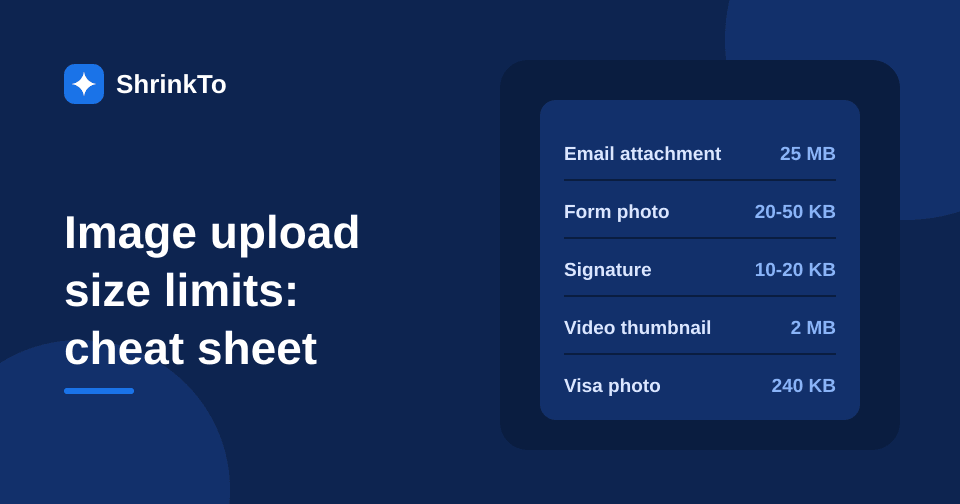 ShrinkTo
Image upload
size limits:
cheat sheet
Email attachment 25 MB
Form photo 20-50 KB
Signature 10-20 KB
Video thumbnail 2 MB
Visa photo 240 KB